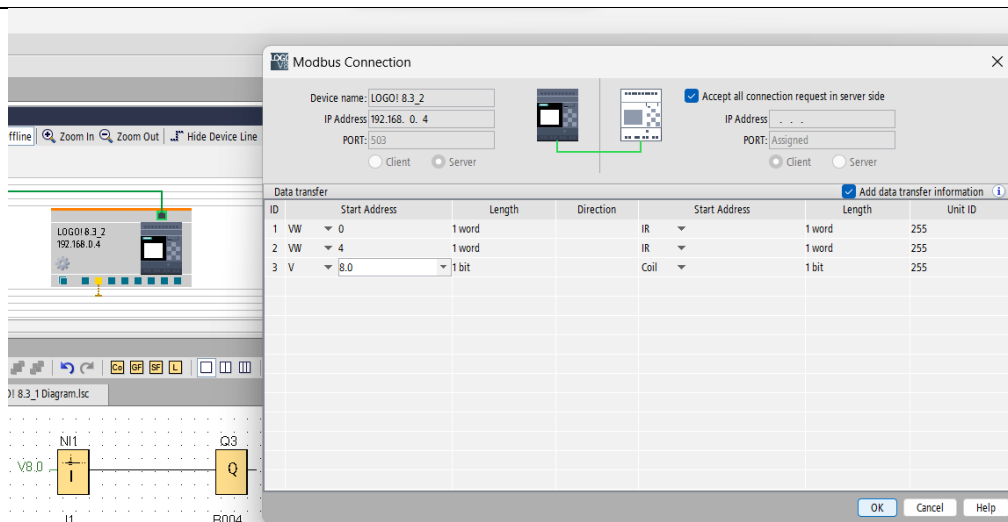 Modbus Connection
Device name: LOGO! 8.3_2
IP Address 192.168. 0. 4
PORT: 503
Client Server
Accept all connection request in server side
IP Address . . .
PORT: Assigned
Client Server
ffline Zoom In Zoom Out Hide Device Line
LOGO! 8.3_2
192.168.0.4
Data transfer Add data transfer information
ID Start Address Length Direction Start Address Length Unit ID
1 VW 0 1 word IR 1 word 255
2 VW 4 1 word IR 1 word 255
3 V 8.0 1 bit Coil 1 bit 255
Co GF SF L
O! 8.3_1 Diagram.lsc
NI1 Q3
V8.0 I Q
I1 B004
OK Cancel Help